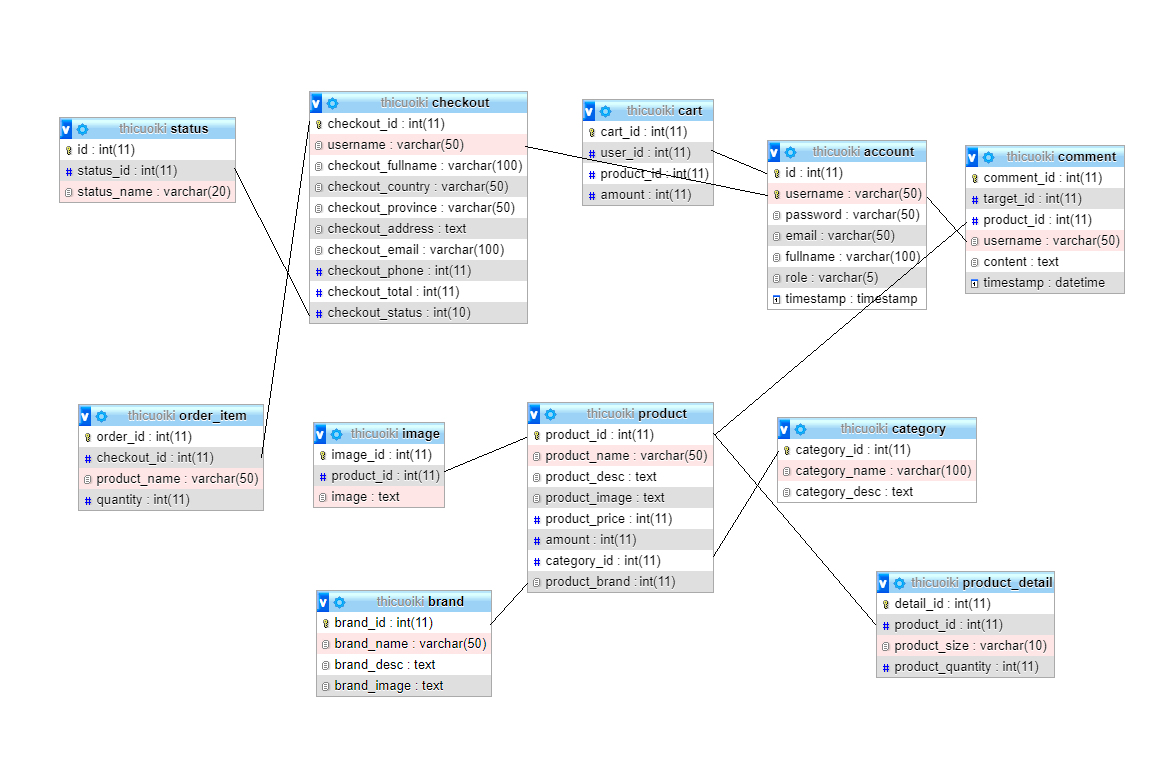 thicuoiki status
id : int(11)
status_id : int(11)
status_name : varchar(20)
thicuoiki checkout
checkout_id : int(11)
username : varchar(50)
checkout_fullname : varchar(100)
checkout_country : varchar(50)
checkout_province : varchar(50)
checkout_address : text
checkout_email : varchar(100)
checkout_phone : int(11)
checkout_total : int(11)
checkout_status : int(10)
thicuoiki cart
cart_id : int(11)
user_id : int(11)
product_id : int(11)
amount : int(11)
thicuoiki account
id : int(11)
username : varchar(50)
password : varchar(50)
email : varchar(50)
fullname : varchar(100)
role : varchar(5)
timestamp : timestamp
thicuoiki comment
comment_id : int(11)
target_id : int(11)
product_id : int(11)
username : varchar(50)
content : text
timestamp : datetime
thicuoiki order_item
order_id : int(11)
checkout_id : int(11)
product_name : varchar(50)
quantity : int(11)
thicuoiki image
image_id : int(11)
product_id : int(11)
image : text
thicuoiki product
product_id : int(11)
product_name : varchar(50)
product_desc : text
product_image : text
product_price : int(11)
amount : int(11)
category_id : int(11)
product_brand : int(11)
thicuoiki category
category_id : int(11)
category_name : varchar(100)
category_desc : text
thicuoiki brand
brand_id : int(11)
brand_name : varchar(50)
brand_desc : text
brand_image : text
thicuoiki product_detail
detail_id : int(11)
product_id : int(11)
product_size : varchar(10)
product_quantity : int(11)